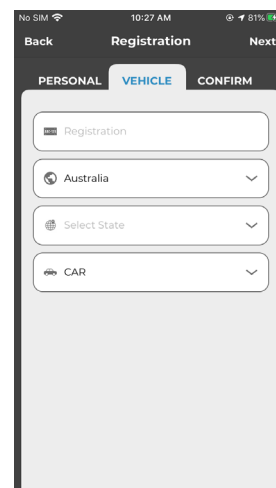 No SIM 10:27 AM 81%
Back Registration Next
PERSONAL VEHICLE CONFIRM
Registration
Australia
Select State
CAR